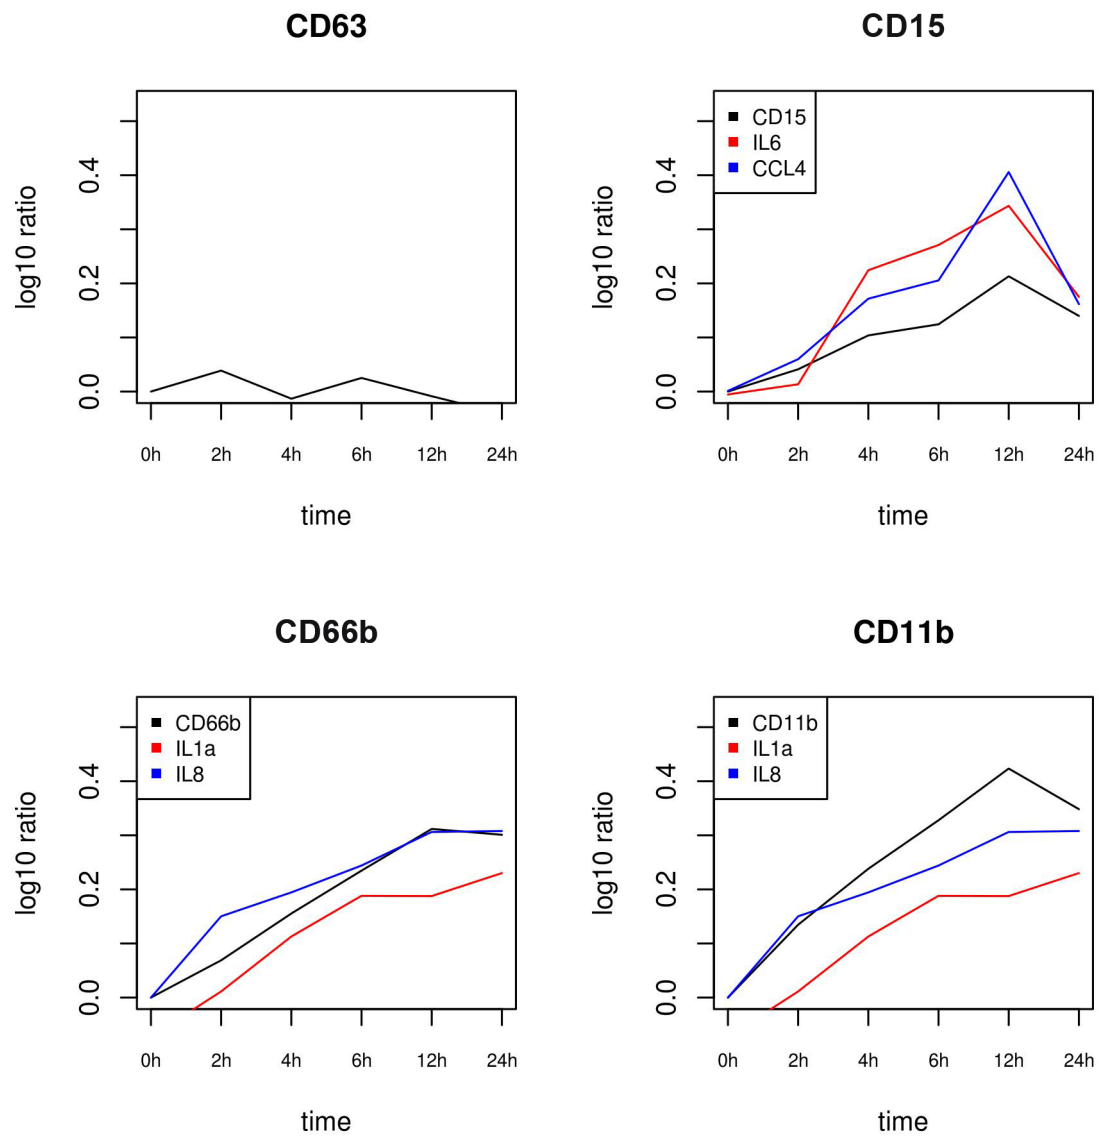 CD63
log10 ratio
0.4
0.2
0.0
0h 2h 4h 6h 12h 24h
time
CD15
CD15
IL6
CCL4
log10 ratio
0.4
0.2
0.0
0h 2h 4h 6h 12h 24h
time
CD66b
CD66b
IL1a
IL8
log10 ratio
0.4
0.2
0.0
0h 2h 4h 6h 12h 24h
time
CD11b
CD11b
IL1a
IL8
log10 ratio
0.4
0.2
0.0
0h 2h 4h 6h 12h 24h
time